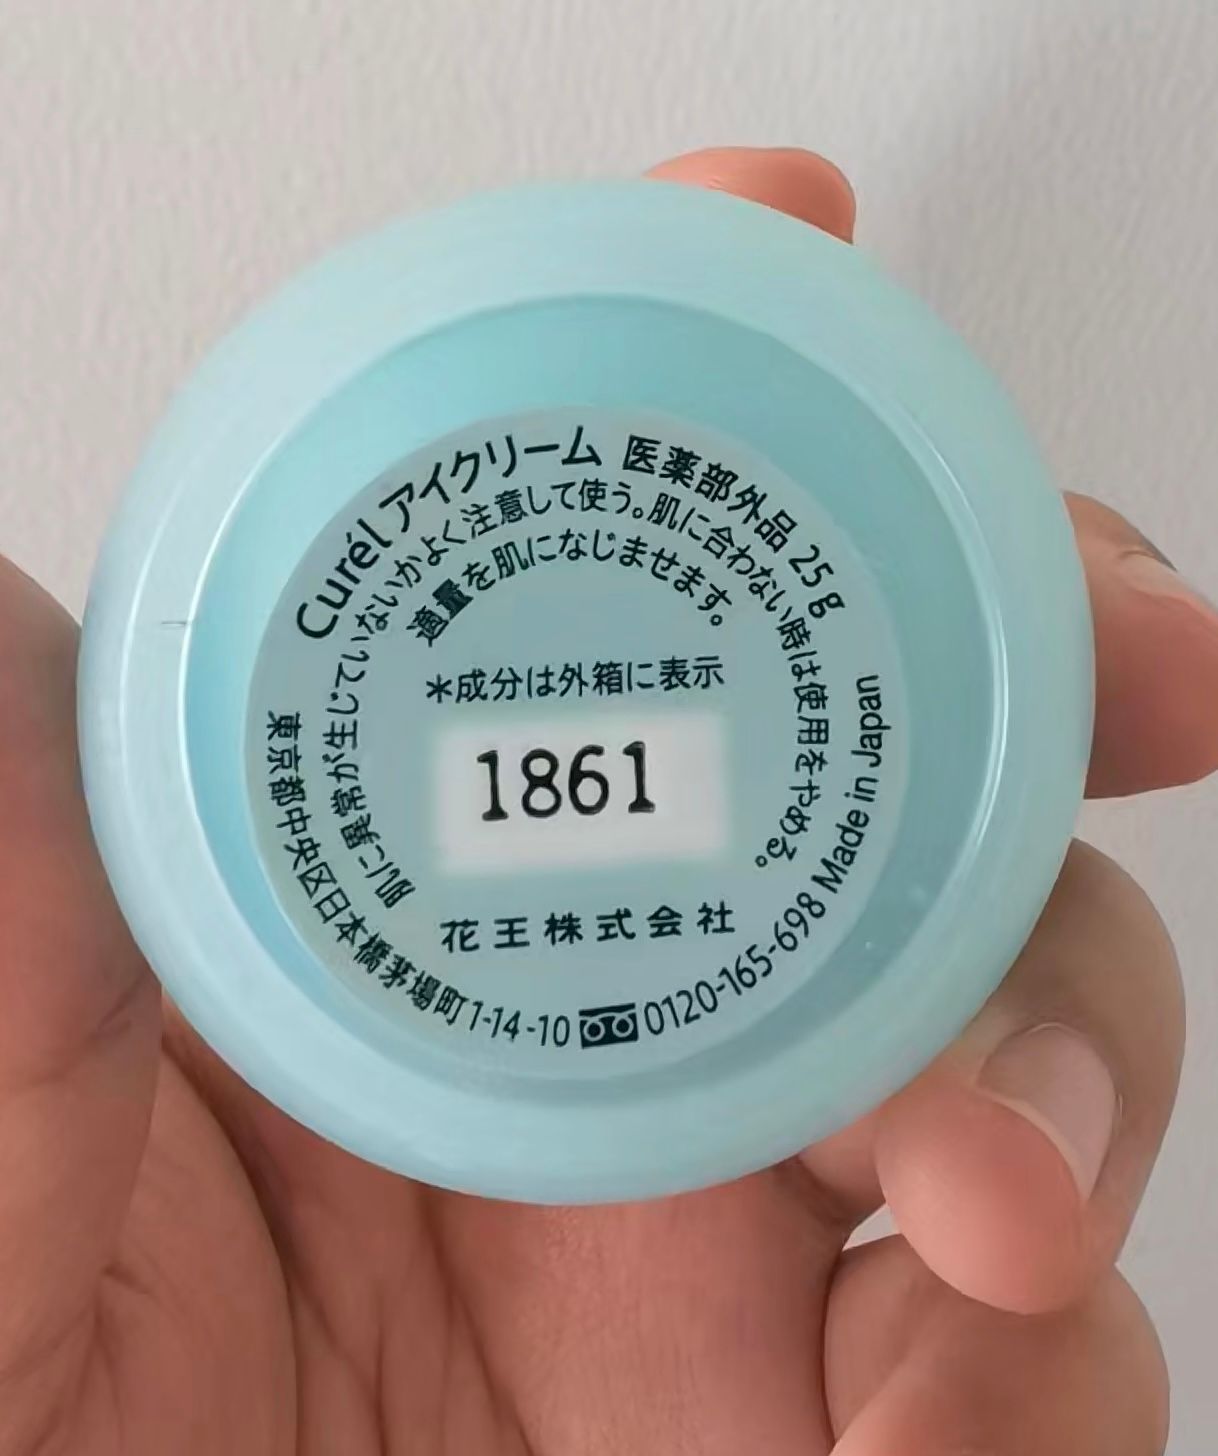 Curél アイクリーム 医薬部外品 25g
肌に異常が生じていないかよく注意して使う。肌に合わない時は使用をやめる。
適量を肌になじませます。
*成分は外箱に表示
1861
花王株式会社
東京都中央区日本橋茅場町1-14-10 0120-165-698 Made in Japan